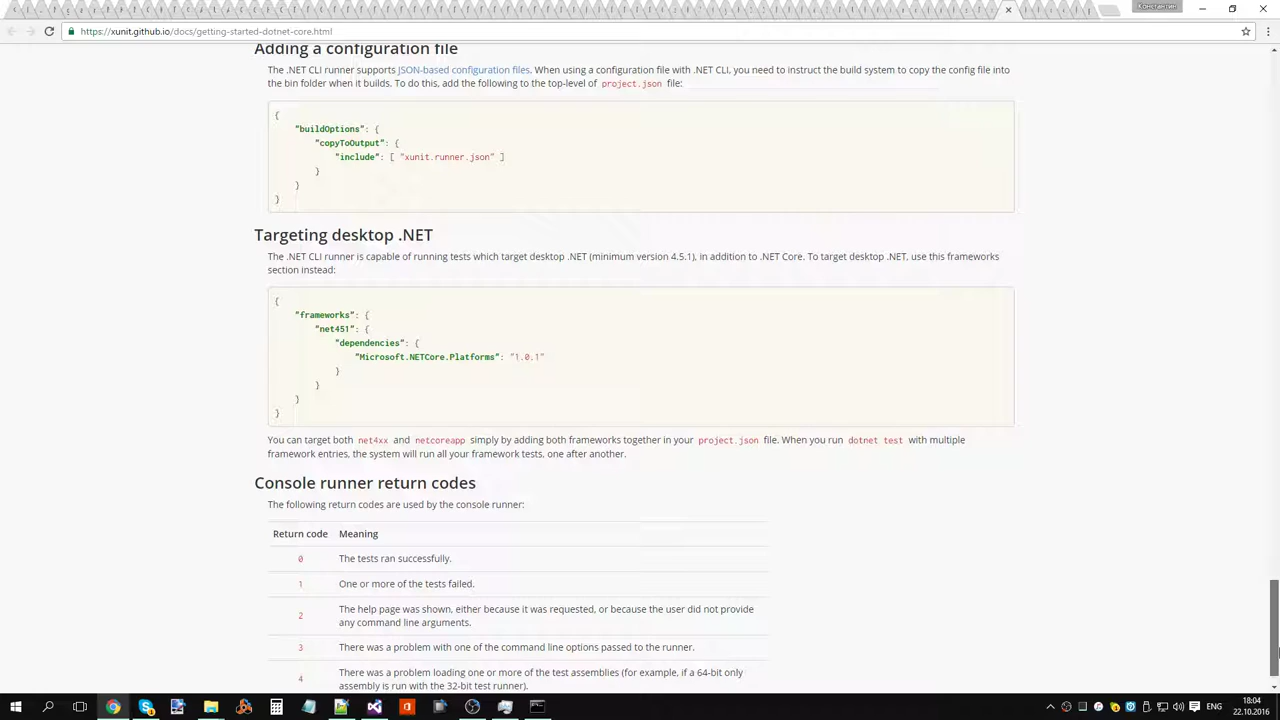 Константин
https://xunit.github.io/docs/getting-started-dotnet-core.html
Adding a configuration file
The .NET CLI runner supports JSON-based configuration files. When using a configuration file with .NET CLI, you need to instruct the build system to copy the config file into
the bin folder when it builds. To do this, add the following to the top-level of project.json file:
{
"buildOptions": {
"copyToOutput": {
"include": [ "xunit.runner.json" ]
}
}
}
Targeting desktop .NET
The .NET CLI runner is capable of running tests which target desktop .NET (minimum version 4.5.1), in addition to .NET Core. To target desktop .NET, use this frameworks
section instead:
{
"frameworks": {
"net451": {
"dependencies": {
"Microsoft.NETCore.Platforms": "1.0.1"
}
}
}
}
You can target both net4xx and netcoreapp simply by adding both frameworks together in your project.json file. When you run dotnet test with multiple
framework entries, the system will run all your framework tests, one after another.
Console runner return codes
The following return codes are used by the console runner:
Return code Meaning
0 The tests ran successfully.
1 One or more of the tests failed.
2 The help page was shown, either because it was requested, or because the user did not provide
any command line arguments.
3 There was a problem with one of the command line options passed to the runner.
4 There was a problem loading one or more of the test assemblies (for example, if a 64-bit only
assembly is run with the 32-bit test runner).
ENG
18:04
22.10.2016